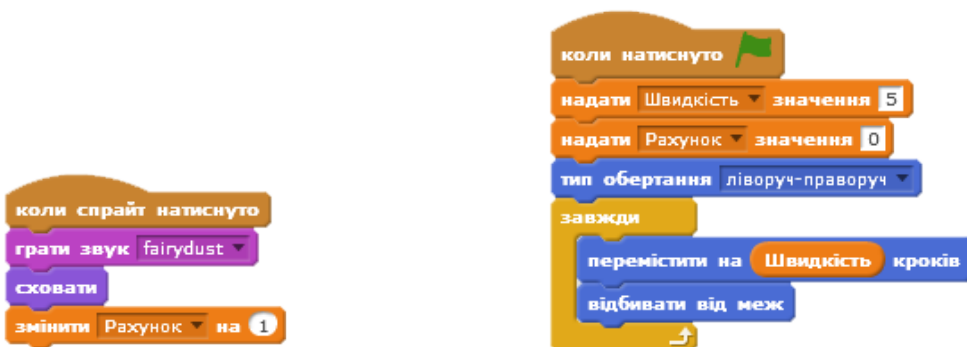 коли спрайт натиснуто
грати звук fairydust
сховати
змінити Рахунок на 1
коли натиснуто
надати Швидкість значення 5
надати Рахунок значення 0
тип обертання ліворуч-праворуч
завжди
перемістити на Швидкість кроків
відбивати від меж